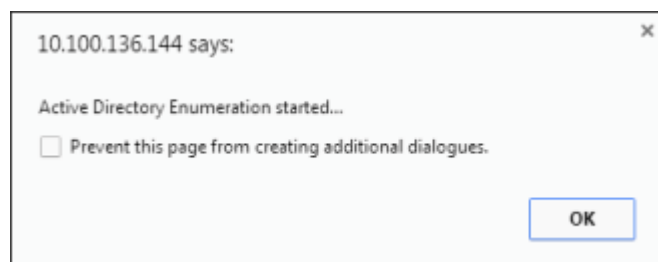 10.100.136.144 says:
Active Directory Enumeration started...
Prevent this page from creating additional dialogues.
OK